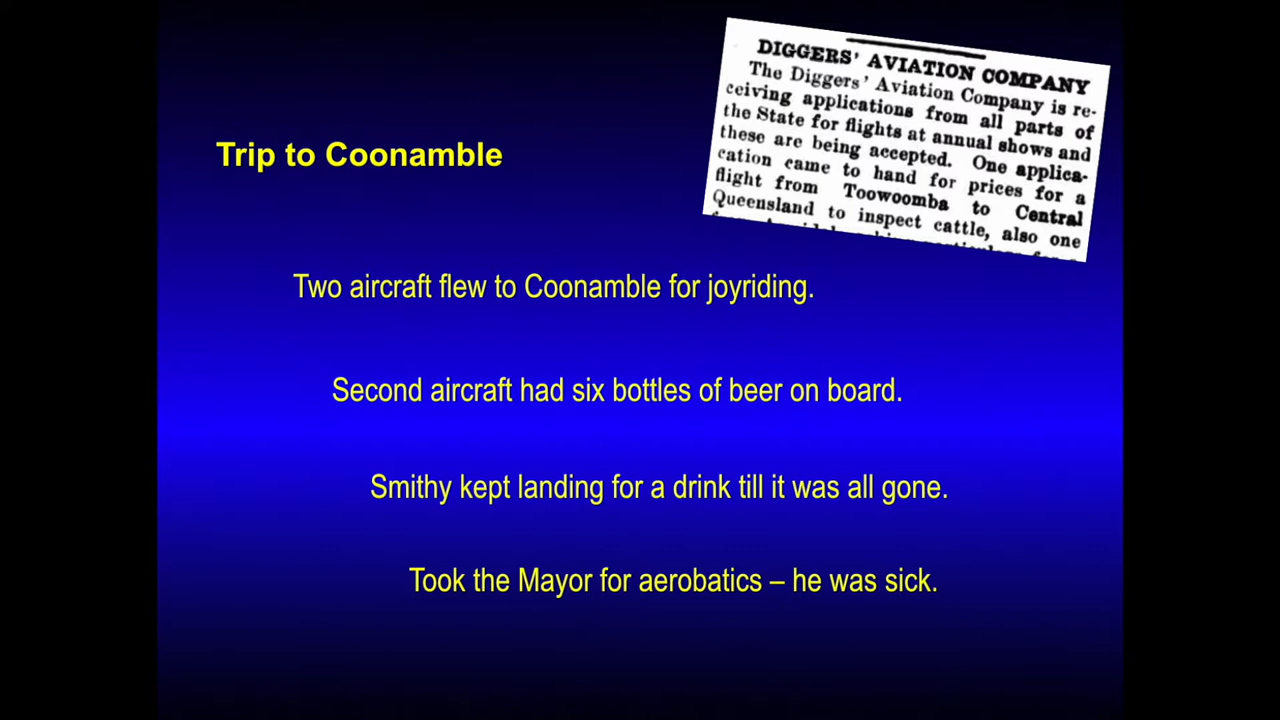 DIGGERS' AVIATION COMPANY
The Diggers' Aviation Company is re-
ceiving applications from all parts of
the State for flights at annual shows and
these are being accepted. One applica-
cation came to hand for prices for a
flight from Toowoomba to Central
Queensland to inspect cattle, also one
Trip to Coonamble
Two aircraft flew to Coonamble for joyriding.
Second aircraft had six bottles of beer on board.
Smithy kept landing for a drink till it was all gone.
Took the Mayor for aerobatics – he was sick.